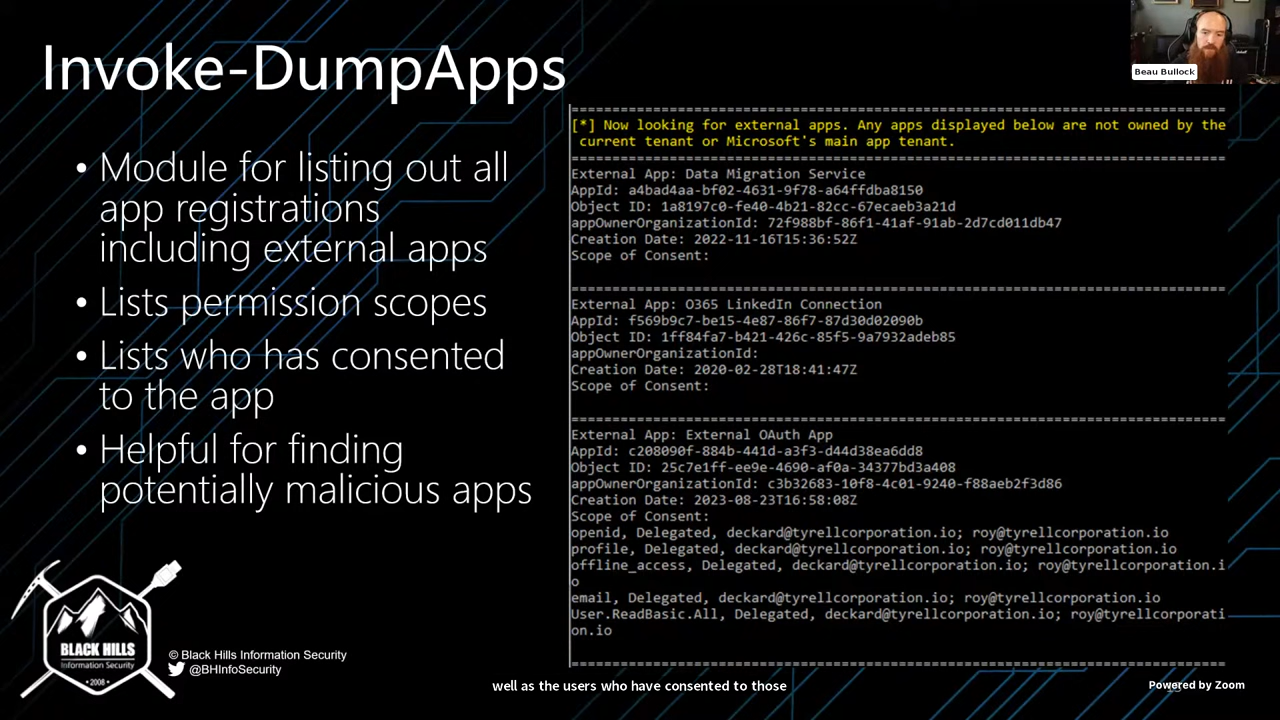 Invoke-DumpApps
Beau Bullock
• Module for listing out all
app registrations
including external apps
• Lists permission scopes
• Lists who has consented
to the app
• Helpful for finding
potentially malicious apps
================================================================================
[*] Now looking for external apps. Any apps displayed below are not owned by the
current tenant or Microsoft's main app tenant.
================================================================================
External App: Data Migration Service
AppId: a4bad4aa-bf02-4631-9f78-a64ffdba8150
Object ID: 1a8197c0-fe40-4b21-82cc-67ecaeb3a21d
appOwnerOrganizationId: 72f988bf-86f1-41af-91ab-2d7cd011db47
Creation Date: 2022-11-16T15:36:52Z
Scope of Consent:
================================================================================
External App: O365 LinkedIn Connection
AppId: f569b9c7-be15-4e87-86f7-87d30d02090b
Object ID: 1ff84fa7-b421-426c-85f5-9a7932adeb85
appOwnerOrganizationId:
Creation Date: 2020-02-28T18:41:47Z
Scope of Consent:
================================================================================
External App: External OAuth App
AppId: c208090f-884b-441d-a3f3-d44d38ea6dd8
Object ID: 25c7e1ff-ee9e-4690-af0a-34377bd3a408
appOwnerOrganizationId: c3b32683-10f8-4c01-9240-f88aeb2f3d86
Creation Date: 2023-08-23T16:58:08Z
Scope of Consent:
openid, Delegated, deckard@tyrellcorporation.io; roy@tyrellcorporation.io
profile, Delegated, deckard@tyrellcorporation.io; roy@tyrellcorporation.io
offline_access, Delegated, deckard@tyrellcorporation.io; roy@tyrellcorporation.i
o
email, Delegated, deckard@tyrellcorporation.io; roy@tyrellcorporation.io
User.ReadBasic.All, Delegated, deckard@tyrellcorporation.io; roy@tyrellcorporati
on.io
================================================================================
BLACK HILLS
Information Security
• 2008 •
© Black Hills Information Security
@BHInfoSecurity
well as the users who have consented to those
Powered by Zoom